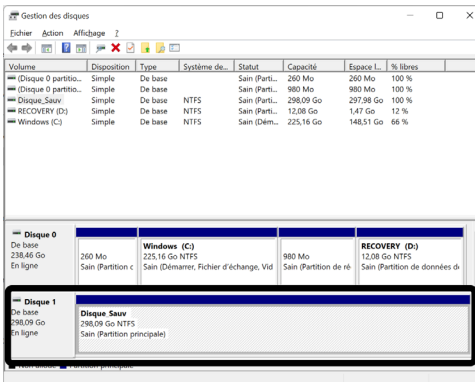 Gestion des disques
Fichier Action Affichage ?
Volume Disposition Type Système de... Statut Capacité Espace l... % libres
(Disque 0 partitio... Simple De base Sain (Parti... 260 Mo 260 Mo 100 %
(Disque 0 partitio... Simple De base Sain (Parti... 980 Mo 980 Mo 100 %
Disque_Sauv Simple De base NTFS Sain (Parti... 298,09 Go 297,98 Go 100 %
RECOVERY (D:) Simple De base NTFS Sain (Parti... 12,08 Go 1,47 Go 12 %
Windows (C:) Simple De base NTFS Sain (Dém... 225,16 Go 148,51 Go 66 %
Disque 0
De base
238,46 Go
En ligne
260 Mo
Sain (Partition c
Windows (C:)
225,16 Go NTFS
Sain (Démarrer, Fichier d'échange, Vid
980 Mo
Sain (Partition de ré
RECOVERY (D:)
12,08 Go NTFS
Sain (Partition de données de
Disque 1
De base
298,09 Go
En ligne
Disque_Sauv
298,09 Go NTFS
Sain (Partition principale)
Non alloué Partition principale